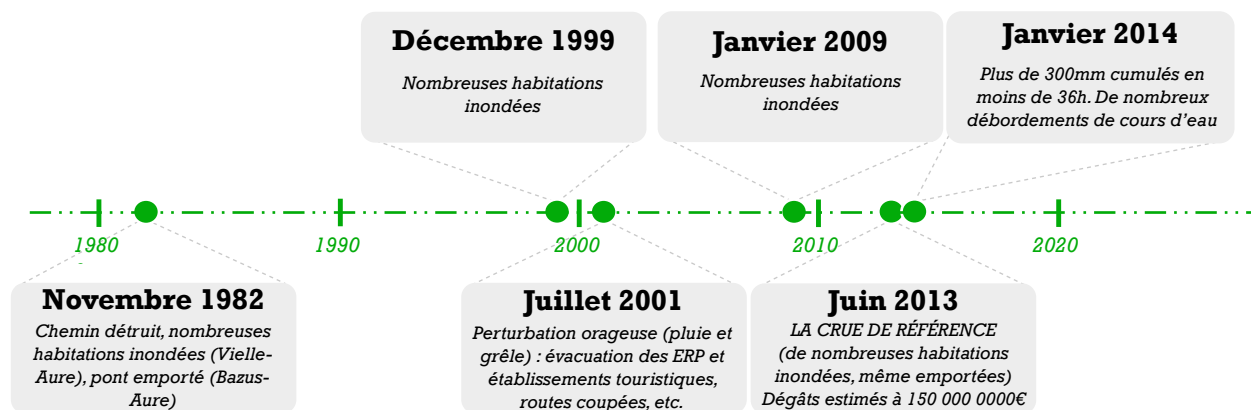 Décembre 1999
Nombreuses habitations
inondées
Janvier 2009
Nombreuses habitations
inondées
Janvier 2014
Plus de 300mm cumulés en
moins de 36h. De nombreux
débordements de cours d'eau
1980
1990
2000
2010
2020
Novembre 1982
Chemin détruit, nombreuses
habitations inondées (Vielle-
Aure), pont emporté (Bazus-
Aure)
Juillet 2001
Perturbation orageuse (pluie et
grêle) : évacuation des ERP et
établissements touristiques,
routes coupées, etc.
Juin 2013
LA CRUE DE RÉFÉRENCE
(de nombreuses habitations
inondées, même emportées)
Dégâts estimés à 150 000 0000€